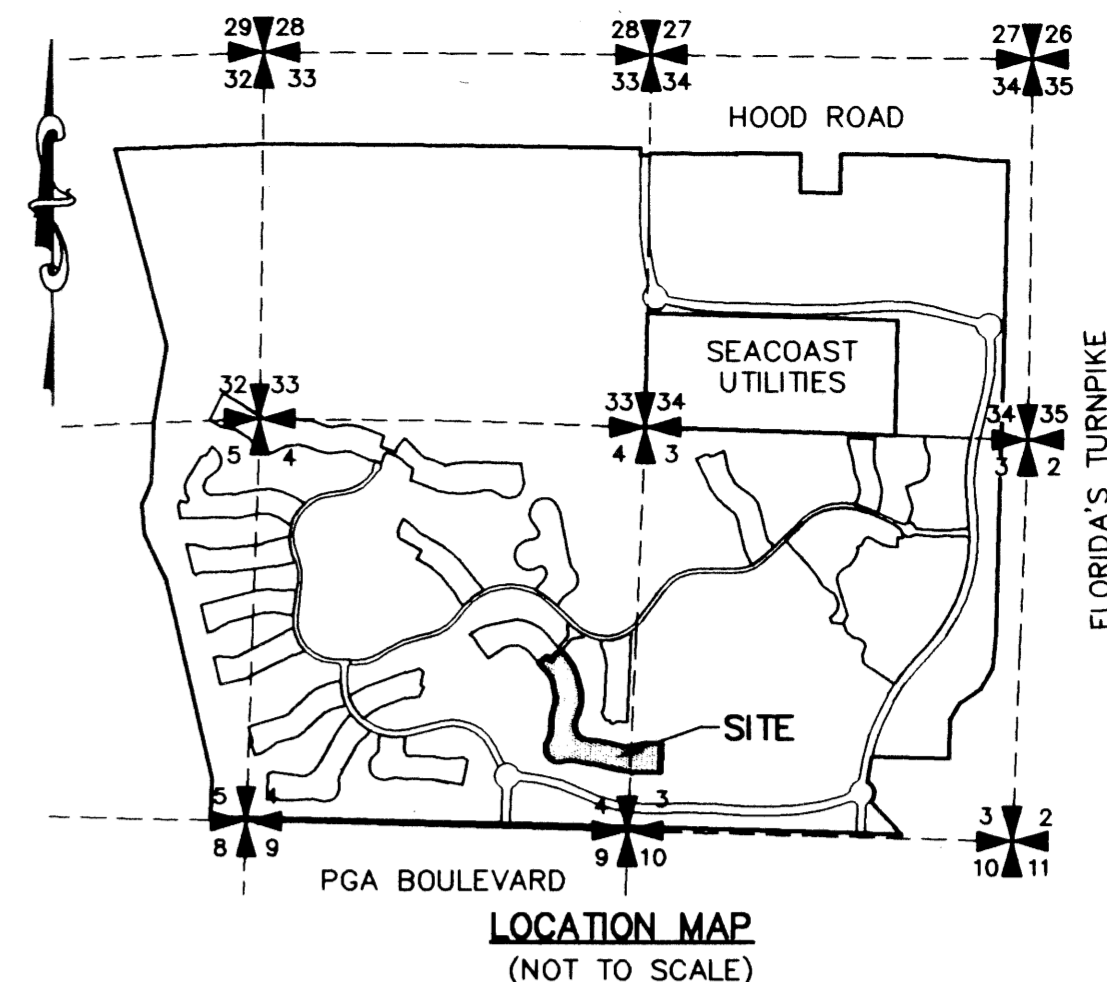 29 28
32 33
28 27
33 34
27 26
34 35
HOOD ROAD
SEACOAST
UTILITIES
FLORIDA'S TURNPIKE
32 33
5 4
33 34
4 3
34 35
3 2
SITE
5 4
8 9
4 3
9 10
3 2
10 11
PGA BOULEVARD
LOCATION MAP
(NOT TO SCALE)